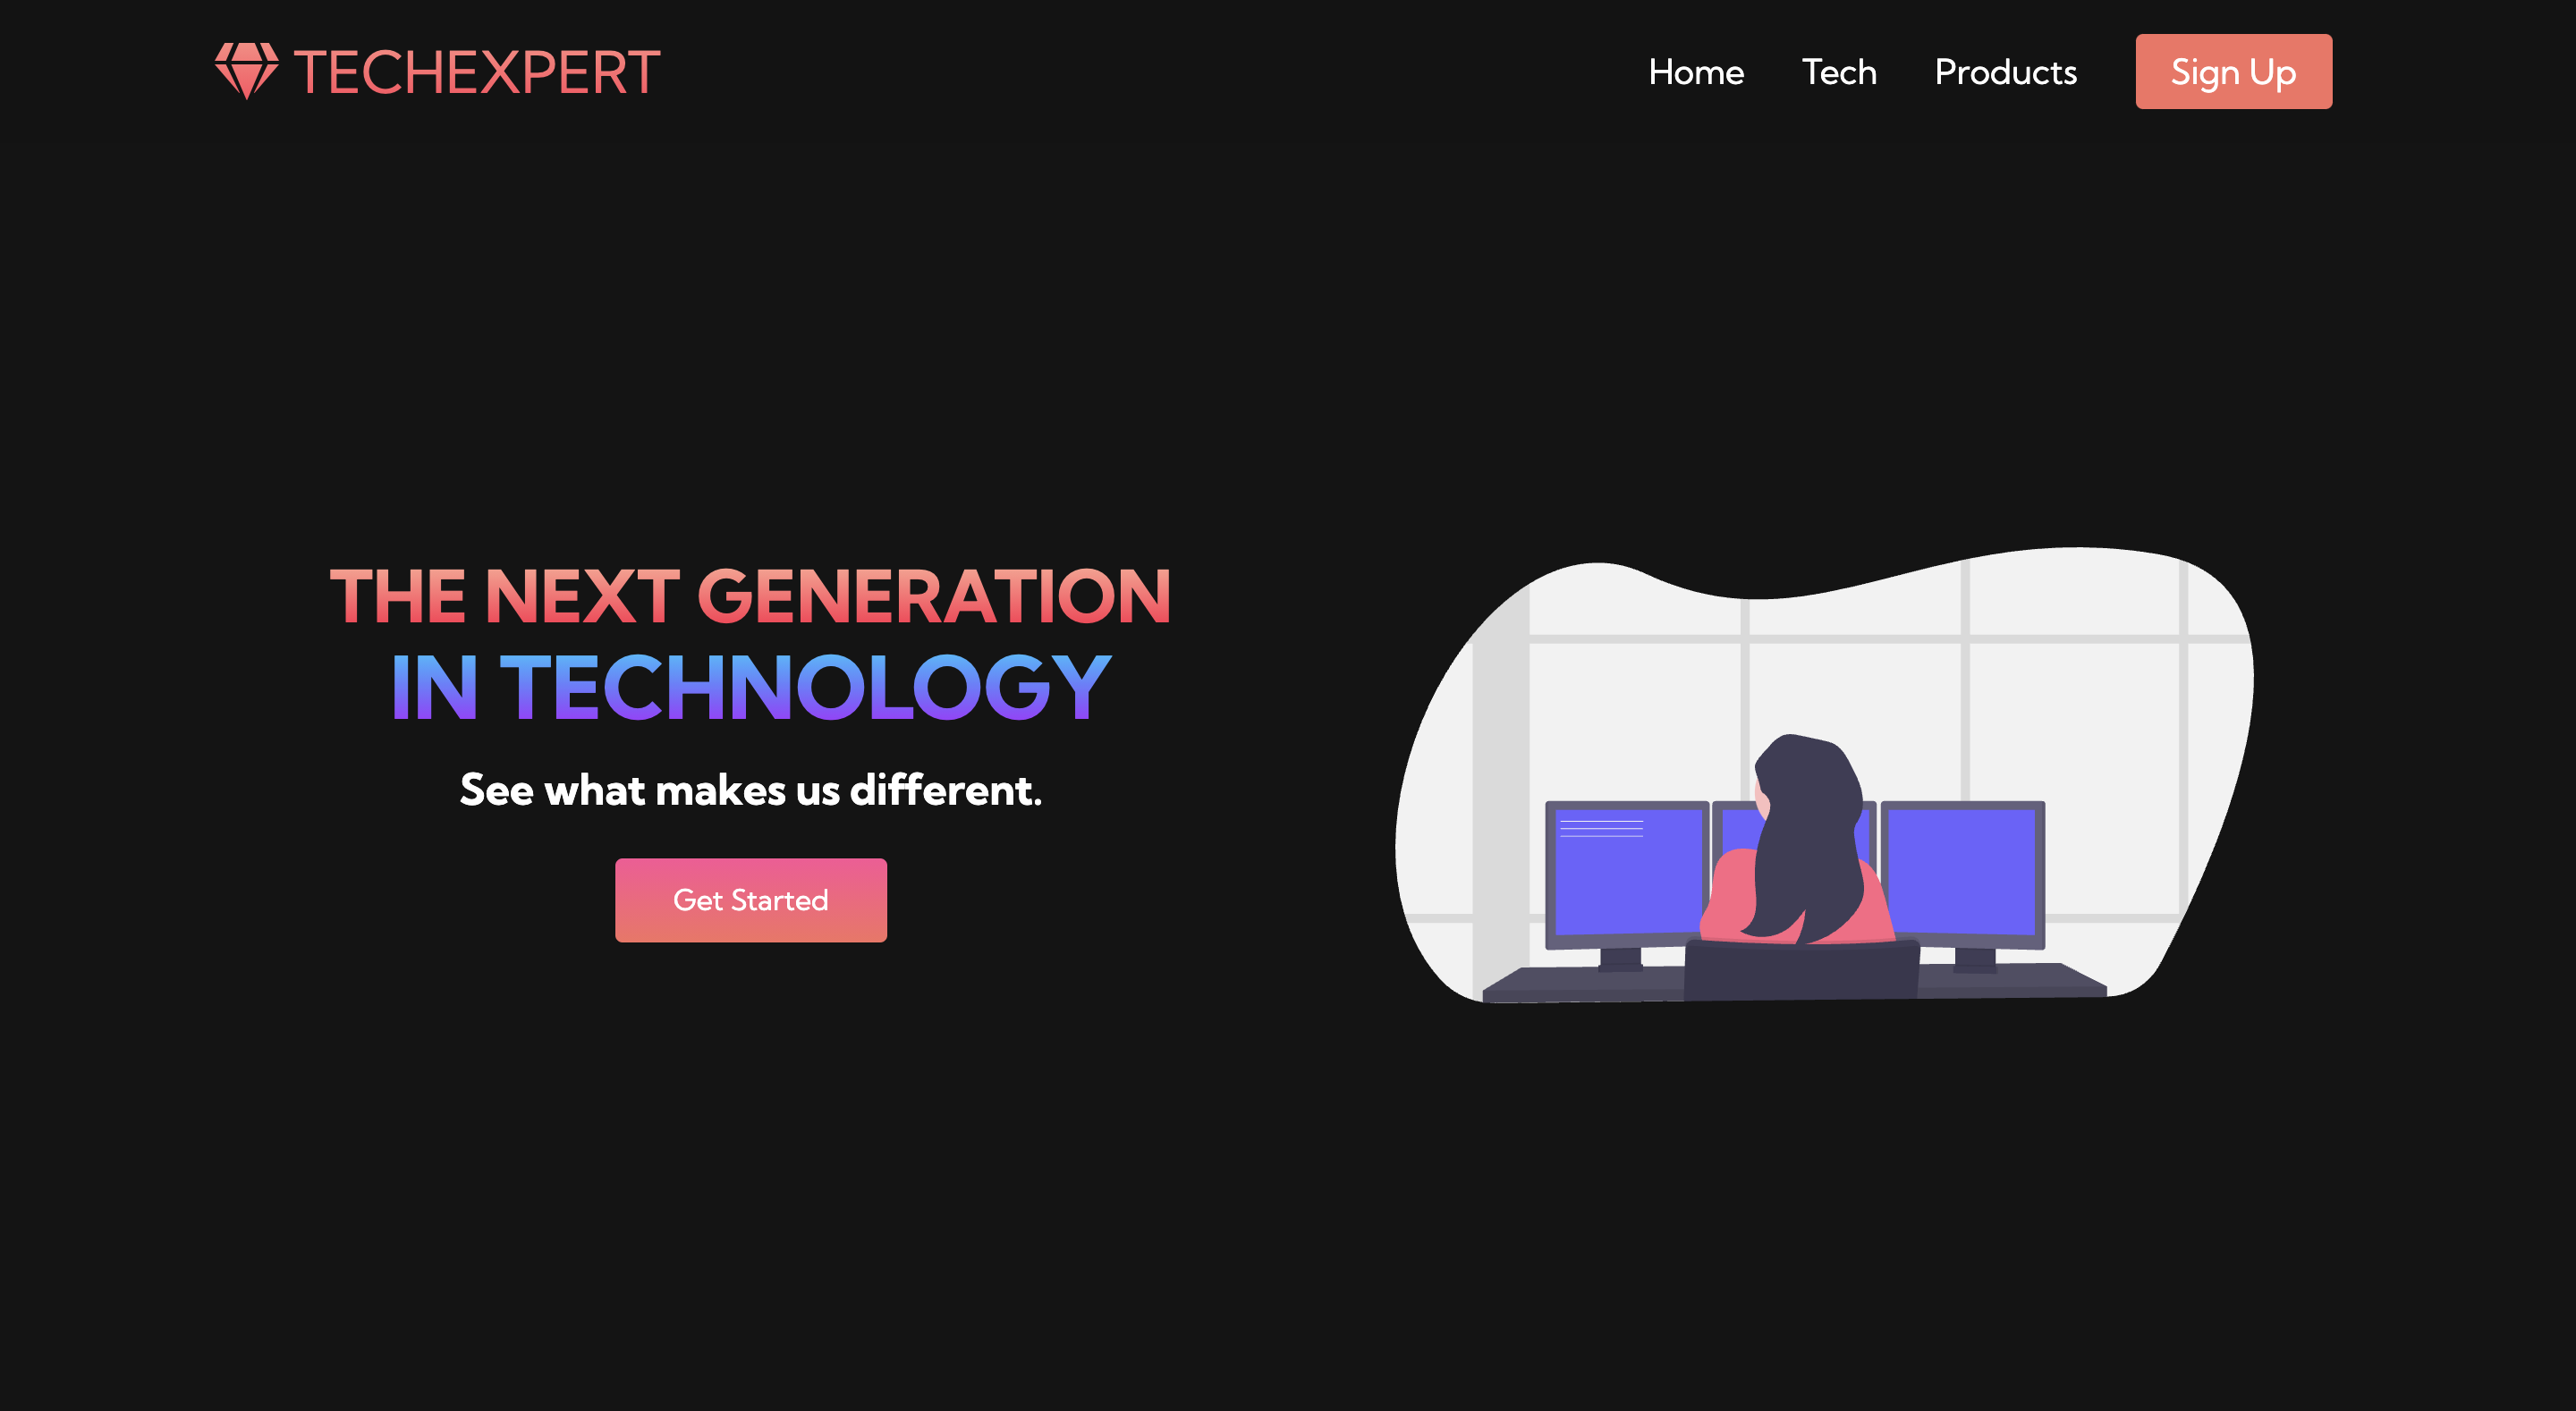 TECHEXPERT
Home
Tech
Products
Sign Up
THE NEXT GENERATION
IN TECHNOLOGY
See what makes us different.
Get Started